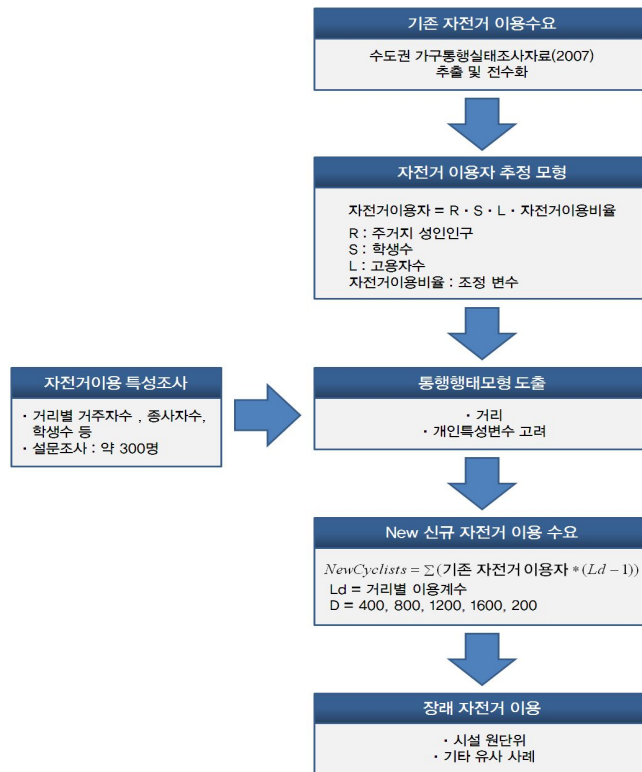 기존 자전거 이용수요
수도권 가구통행실태조사자료(2007)
추출 및 전수화
자전거 이용자 추정 모형
자전거이용자 = R · S · L · 자전거이용비율
R : 주거지 성인인구
S : 학생수
L : 고용자수
자전거이용비율 : 조정 변수
자전거이용 특성조사
· 거리별 거주자수 , 종사자수,
학생수 등
· 설문조사 : 약 300명
통행행태모형 도출
· 거리
· 개인특성변수 고려
New 신규 자전거 이용 수요
NewCyclists = Σ(기존 자전거 이용자 * (Ld − 1))
Ld = 거리별 이용계수
D = 400, 800, 1200, 1600, 200
장래 자전거 이용
· 시설 원단위
· 기타 유사 사례